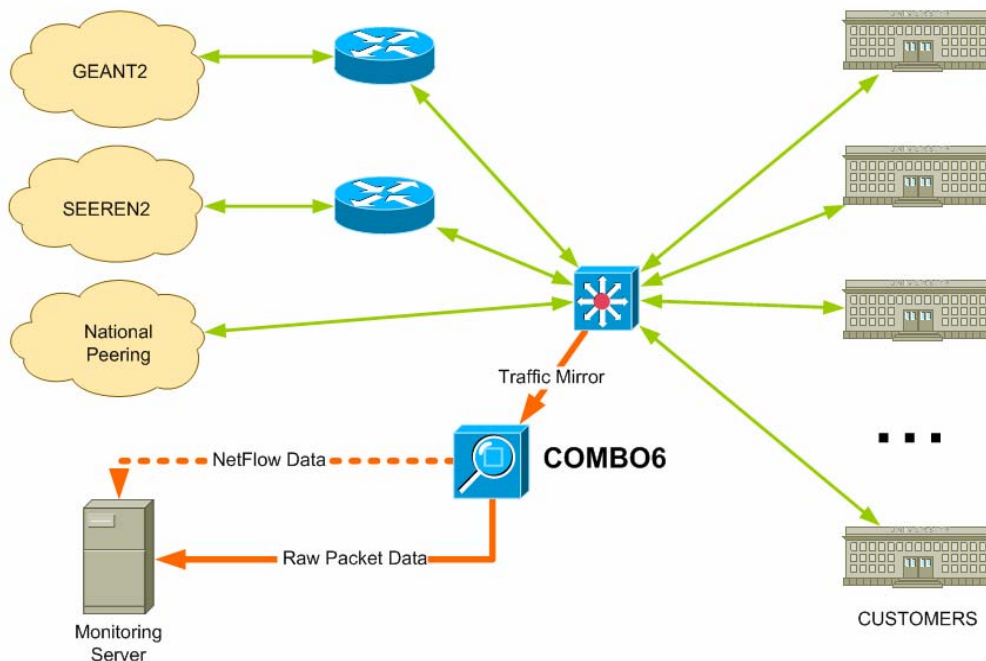 GEANT2
SEEREN2
National
Peering
Traffic Mirror
COMBO6
NetFlow Data
Raw Packet Data
Monitoring
Server
...
CUSTOMERS